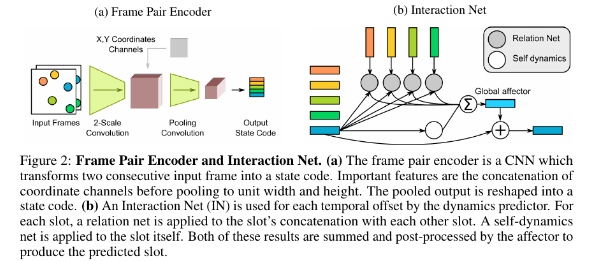 (a) Frame Pair Encoder
(b) Interaction Net
X,Y Coordinates
Channels
Input Frames
2-Scale
Convolution
Pooling
Convolution
Output
State Code
Relation Net
Self dynamics
Global affector
Σ
+
Figure 2: Frame Pair Encoder and Interaction Net. (a) The frame pair encoder is a CNN which
transforms two consecutive input frame into a state code. Important features are the concatenation of
coordinate channels before pooling to unit width and height. The pooled output is reshaped into a
state code. (b) An Interaction Net (IN) is used for each temporal offset by the dynamics predictor. For
each slot, a relation net is applied to the slot's concatenation with each other slot. A self-dynamics
net is applied to the slot itself. Both of these results are summed and post-processed by the affector to
produce the predicted slot.